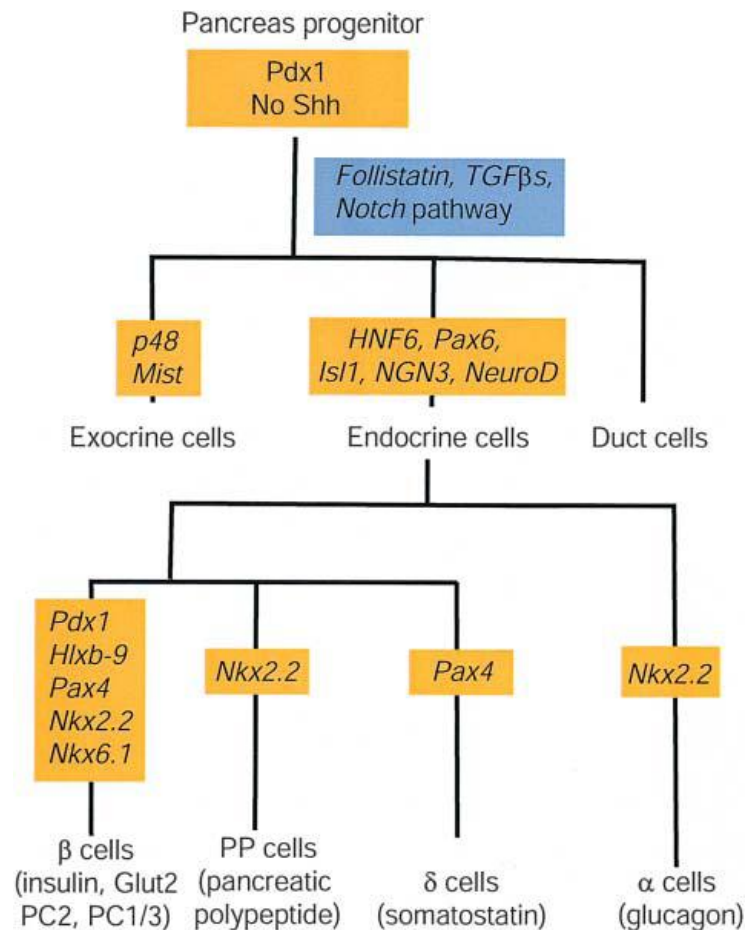 Pancreas progenitor
Pdx1
No Shh
Follistatin, TGFβs,
Notch pathway
p48
Mist
HNF6, Pax6,
Isl1, NGN3, NeuroD
Exocrine cells
Endocrine cells
Duct cells
Pdx1
Hlxb-9
Pax4
Nkx2.2
Nkx6.1
Nkx2.2
Pax4
Nkx2.2
β cells
(insulin, Glut2
PC2, PC1/3)
PP cells
(pancreatic
polypeptide)
δ cells
(somatostatin)
α cells
(glucagon)